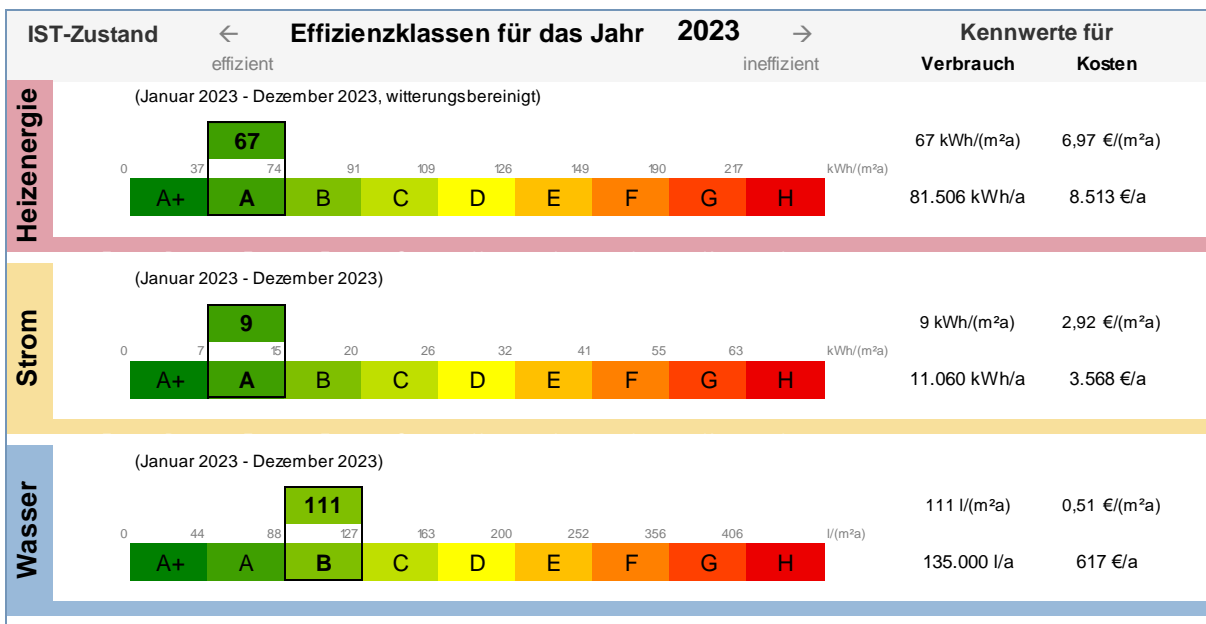 IST-Zustand ← Effizienzklassen für das Jahr 2023 → Kennwerte für
effizient ineffizient Verbrauch Kosten
Heizenergie
(Januar 2023 - Dezember 2023, witterungsbereinigt)
67 67 kWh/(m²a) 6,97 €/(m²a)
0 37 74 91 109 126 149 190 217 kWh/(m²a)
A+ A B C D E F G H 81.506 kWh/a 8.513 €/a
Strom
(Januar 2023 - Dezember 2023)
9 9 kWh/(m²a) 2,92 €/(m²a)
0 7 15 20 26 32 41 55 63 kWh/(m²a)
A+ A B C D E F G H 11.060 kWh/a 3.568 €/a
Wasser
(Januar 2023 - Dezember 2023)
111 111 l/(m²a) 0,51 €/(m²a)
0 44 88 127 163 200 252 356 406 l/(m²a)
A+ A B C D E F G H 135.000 l/a 617 €/a